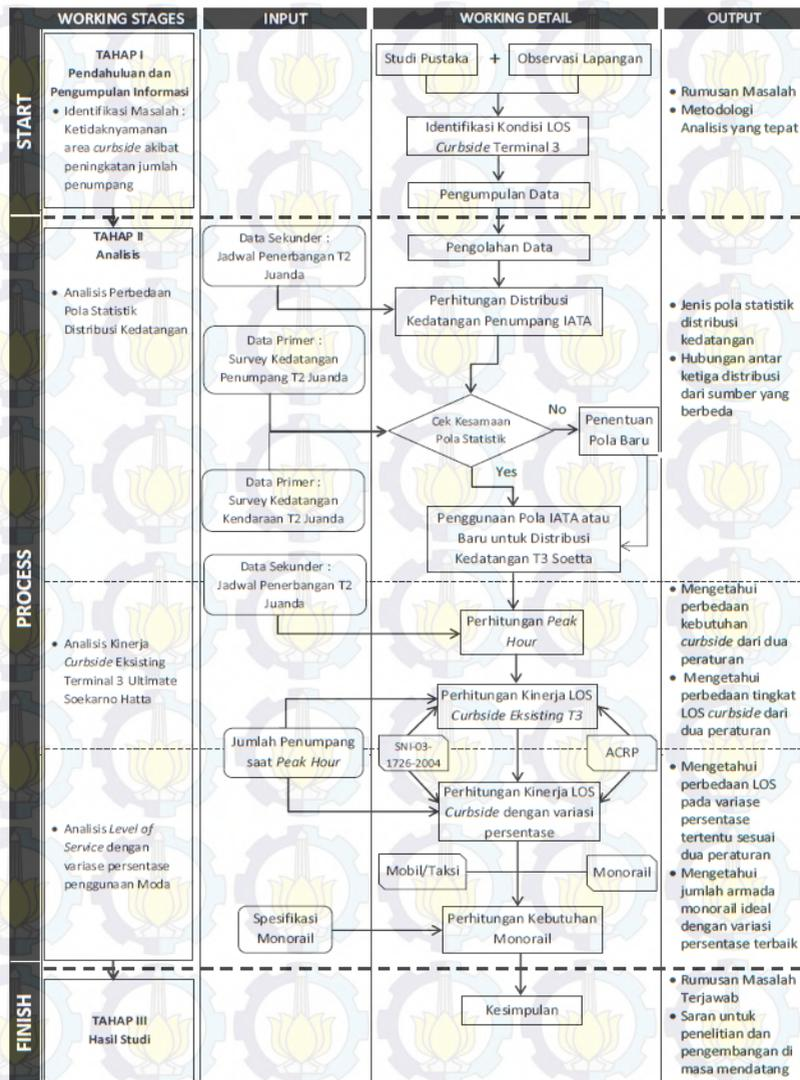 WORKING STAGES
INPUT
WORKING DETAIL
OUTPUT
START
TAHAP I
Pendahuluan dan
Pengumpulan Informasi
• Identifikasi Masalah :
Ketidaknyamanan
area curbside akibat
peningkatan jumlah
penumpang
Studi Pustaka
+
Observasi Lapangan
Identifikasi Kondisi LOS
Curbside Terminal 3
Pengumpulan Data
• Rumusan Masalah
• Metodologi
Analisis yang tepat
PROCESS
TAHAP II
Analisis
• Analisis Perbedaan
Pola Statistik
Distribusi Kedatangan
Data Sekunder :
Jadwal Penerbangan T2
Juanda
Data Primer :
Survey Kedatangan
Penumpang T2 Juanda
Data Primer :
Survey Kedatangan
Kendaraan T2 Juanda
Pengolahan Data
Perhitungan Distribusi
Kedatangan Penumpang IATA
Cek Kesamaan
Pola Statistik
No
Penentuan
Pola Baru
Yes
Penggunaan Pola IATA atau
Baru untuk Distribusi
Kedatangan T3 Soetta
• Jenis pola statistik
distribusi
kedatangan
• Hubungan antar
ketiga distribusi
dari sumber yang
berbeda
• Analisis Kinerja
Curbside Eksisting
Terminal 3 Ultimate
Soekarno Hatta
Data Sekunder :
Jadwal Penerbangan T2
Juanda
Perhitungan Peak
Hour
Perhitungan Kinerja LOS
Curbside Eksisting T3
• Mengetahui
perbedaan
kebutuhan
curbside dari dua
peraturan
• Mengetahui
perbedaan tingkat
LOS curbside dari
dua peraturan
Jumlah Penumpang
saat Peak Hour
SNI-03-
1726-2004
ACRP
• Analisis Level of
Service dengan
variase persentase
penggunaan Moda
Perhitungan Kinerja LOS
Curbside dengan variasi
persentase
Mobil/Taksi
Monorail
Spesifikasi
Monorail
Perhitungan Kebutuhan
Monorail
• Mengetahui
perbedaan LOS
pada variase
persentase
tertentu sesuai
dua peraturan
• Mengetahui
jumlah armada
monorail ideal
dengan variasi
persentase terbaik
FINISH
TAHAP III
Hasil Studi
Kesimpulan
• Rumusan Masalah
Terjawab
• Saran untuk
penelitian dan
pengembangan di
masa mendatang